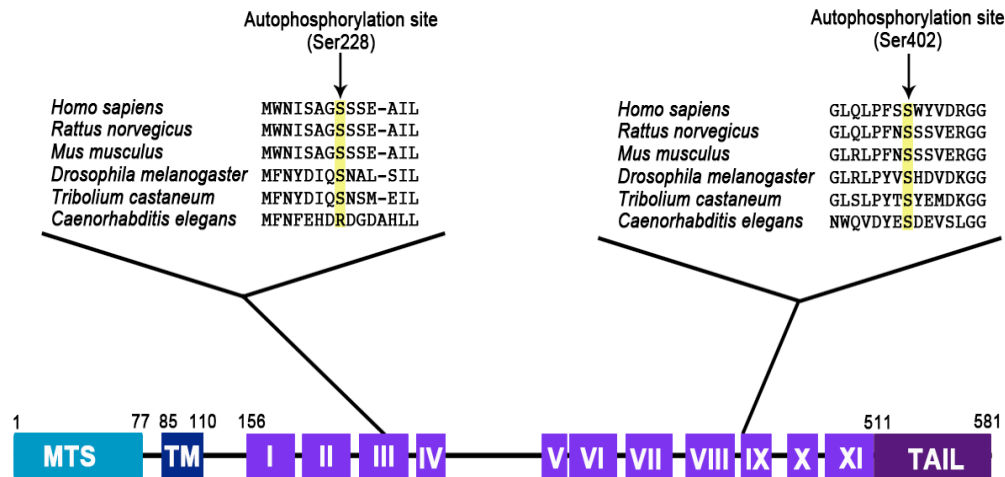 Autophosphorylation site
(Ser228)
Homo sapiens MWNISAGSSSE-AIL
Rattus norvegicus MWNISAGSSSE-AIL
Mus musculus MWNISAGSSSE-AIL
Drosophila melanogaster MFNYDIQSNAL-SIL
Tribolium castaneum MFNYDIQSNSM-EIL
Caenorhabditis elegans MFNFEHDRDGDAHLL
Autophosphorylation site
(Ser402)
Homo sapiens GLQLPFSSWYVDRGG
Rattus norvegicus GLQLPFNSSSVERGG
Mus musculus GLRLPFNSSSVERGG
Drosophila melanogaster GLRLPYVSHDVDKGG
Tribolium castaneum GLSLPYTSYEMDKGG
Caenorhabditis elegans NWQVDYESDEVSLGG
1 77 85 110 156 511 581
MTS TM I II III IV V VI VII VIII IX X XI TAIL